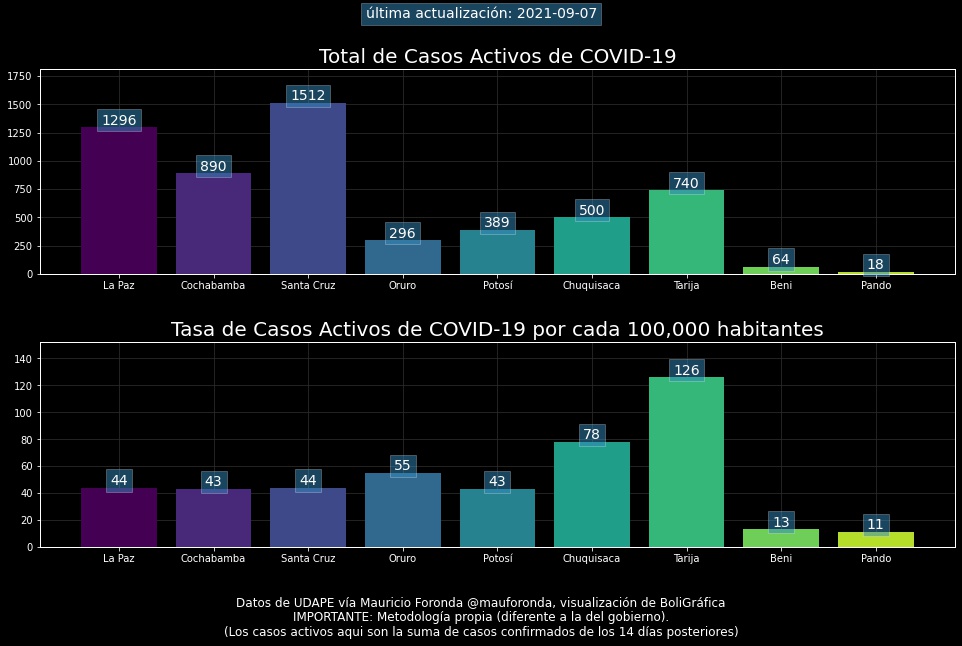 última actualización: 2021-09-07
Total de Casos Activos de COVID-19
1750
1500
1250
1000
750
500
250
0
1296
890
1512
296
389
500
740
64
18
La Paz
Cochabamba
Santa Cruz
Oruro
Potosí
Chuquisaca
Tarija
Beni
Pando
Tasa de Casos Activos de COVID-19 por cada 100,000 habitantes
140
120
100
80
60
40
20
0
44
43
44
55
43
78
126
13
11
La Paz
Cochabamba
Santa Cruz
Oruro
Potosí
Chuquisaca
Tarija
Beni
Pando
Datos de UDAPE vía Mauricio Foronda @mauforonda, visualización de BoliGráfica
IMPORTANTE: Metodología propia (diferente a la del gobierno).
(Los casos activos aqui son la suma de casos confirmados de los 14 días posteriores)